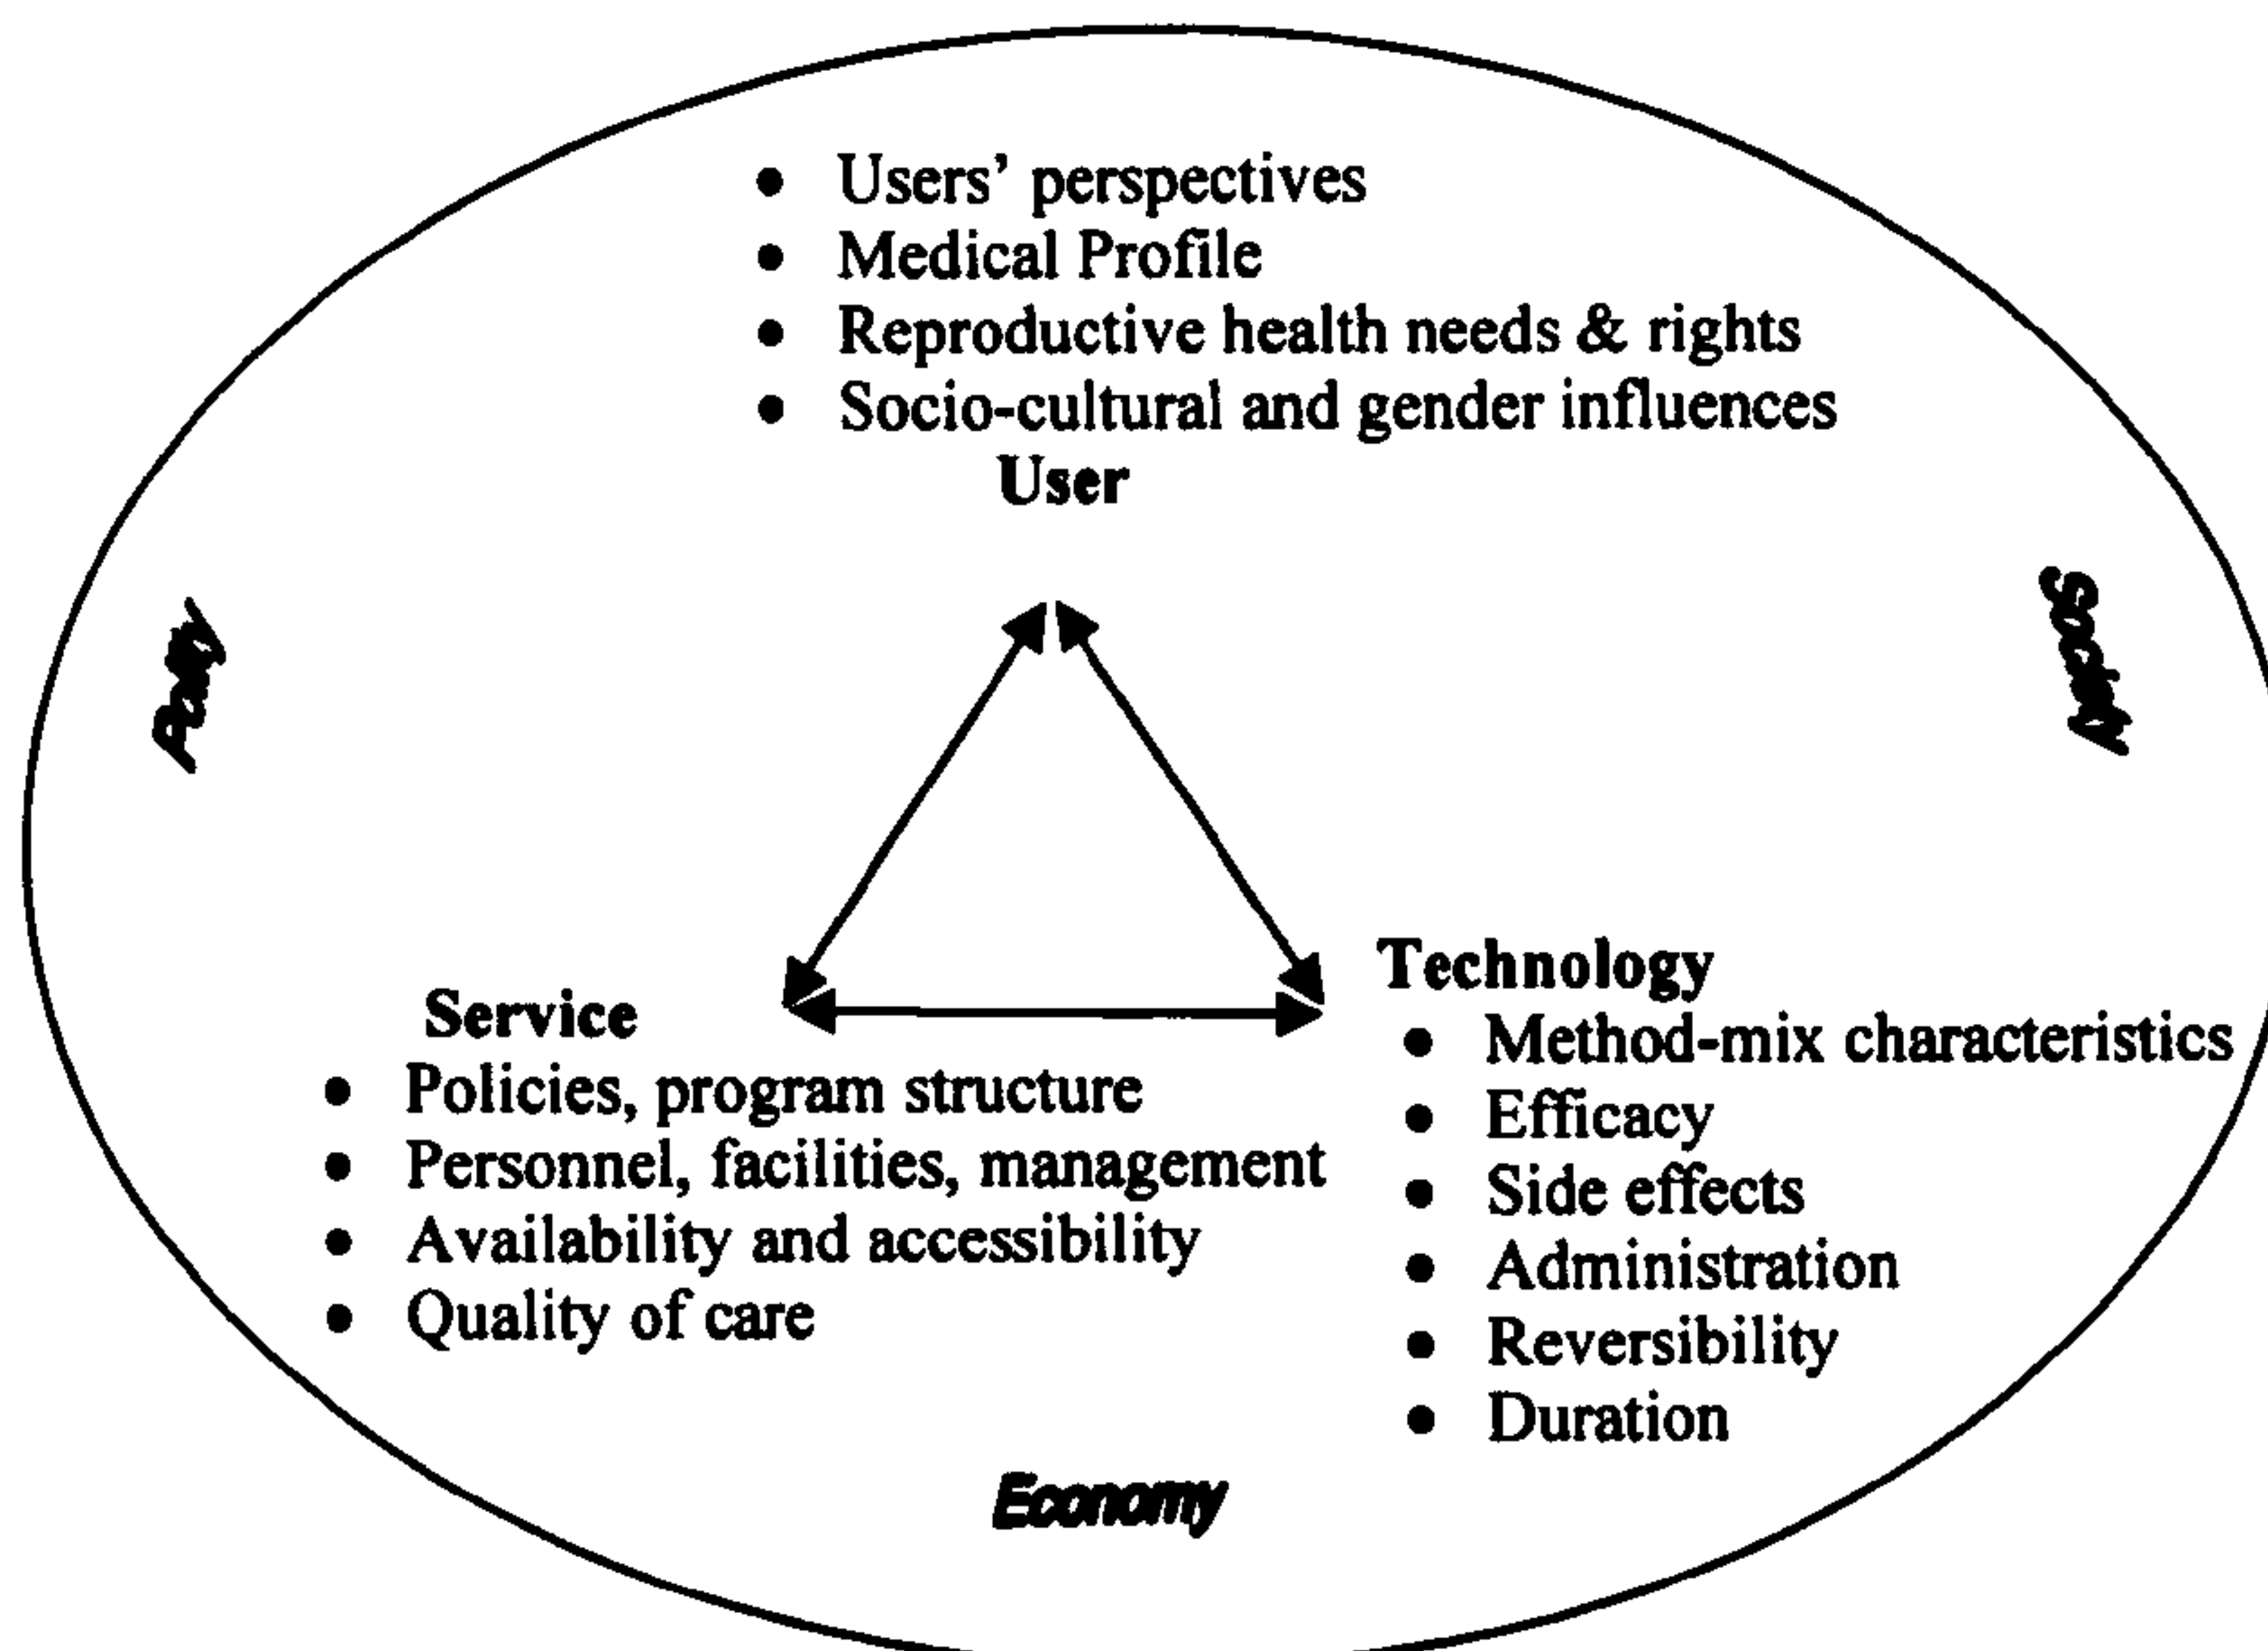 • Users’ perspectives
• Medical Profile
• Reproductive health needs & rights
• Socio-cultural and gender influences
User
Technology
• Method-mix characteristics
• Efficacy
• Side effects
• Administration
• Reversibility
• Duration
Service
• Policies, program structure
• Personnel, facilities, management
• Availability and accessibility
• Quality of care
Economy